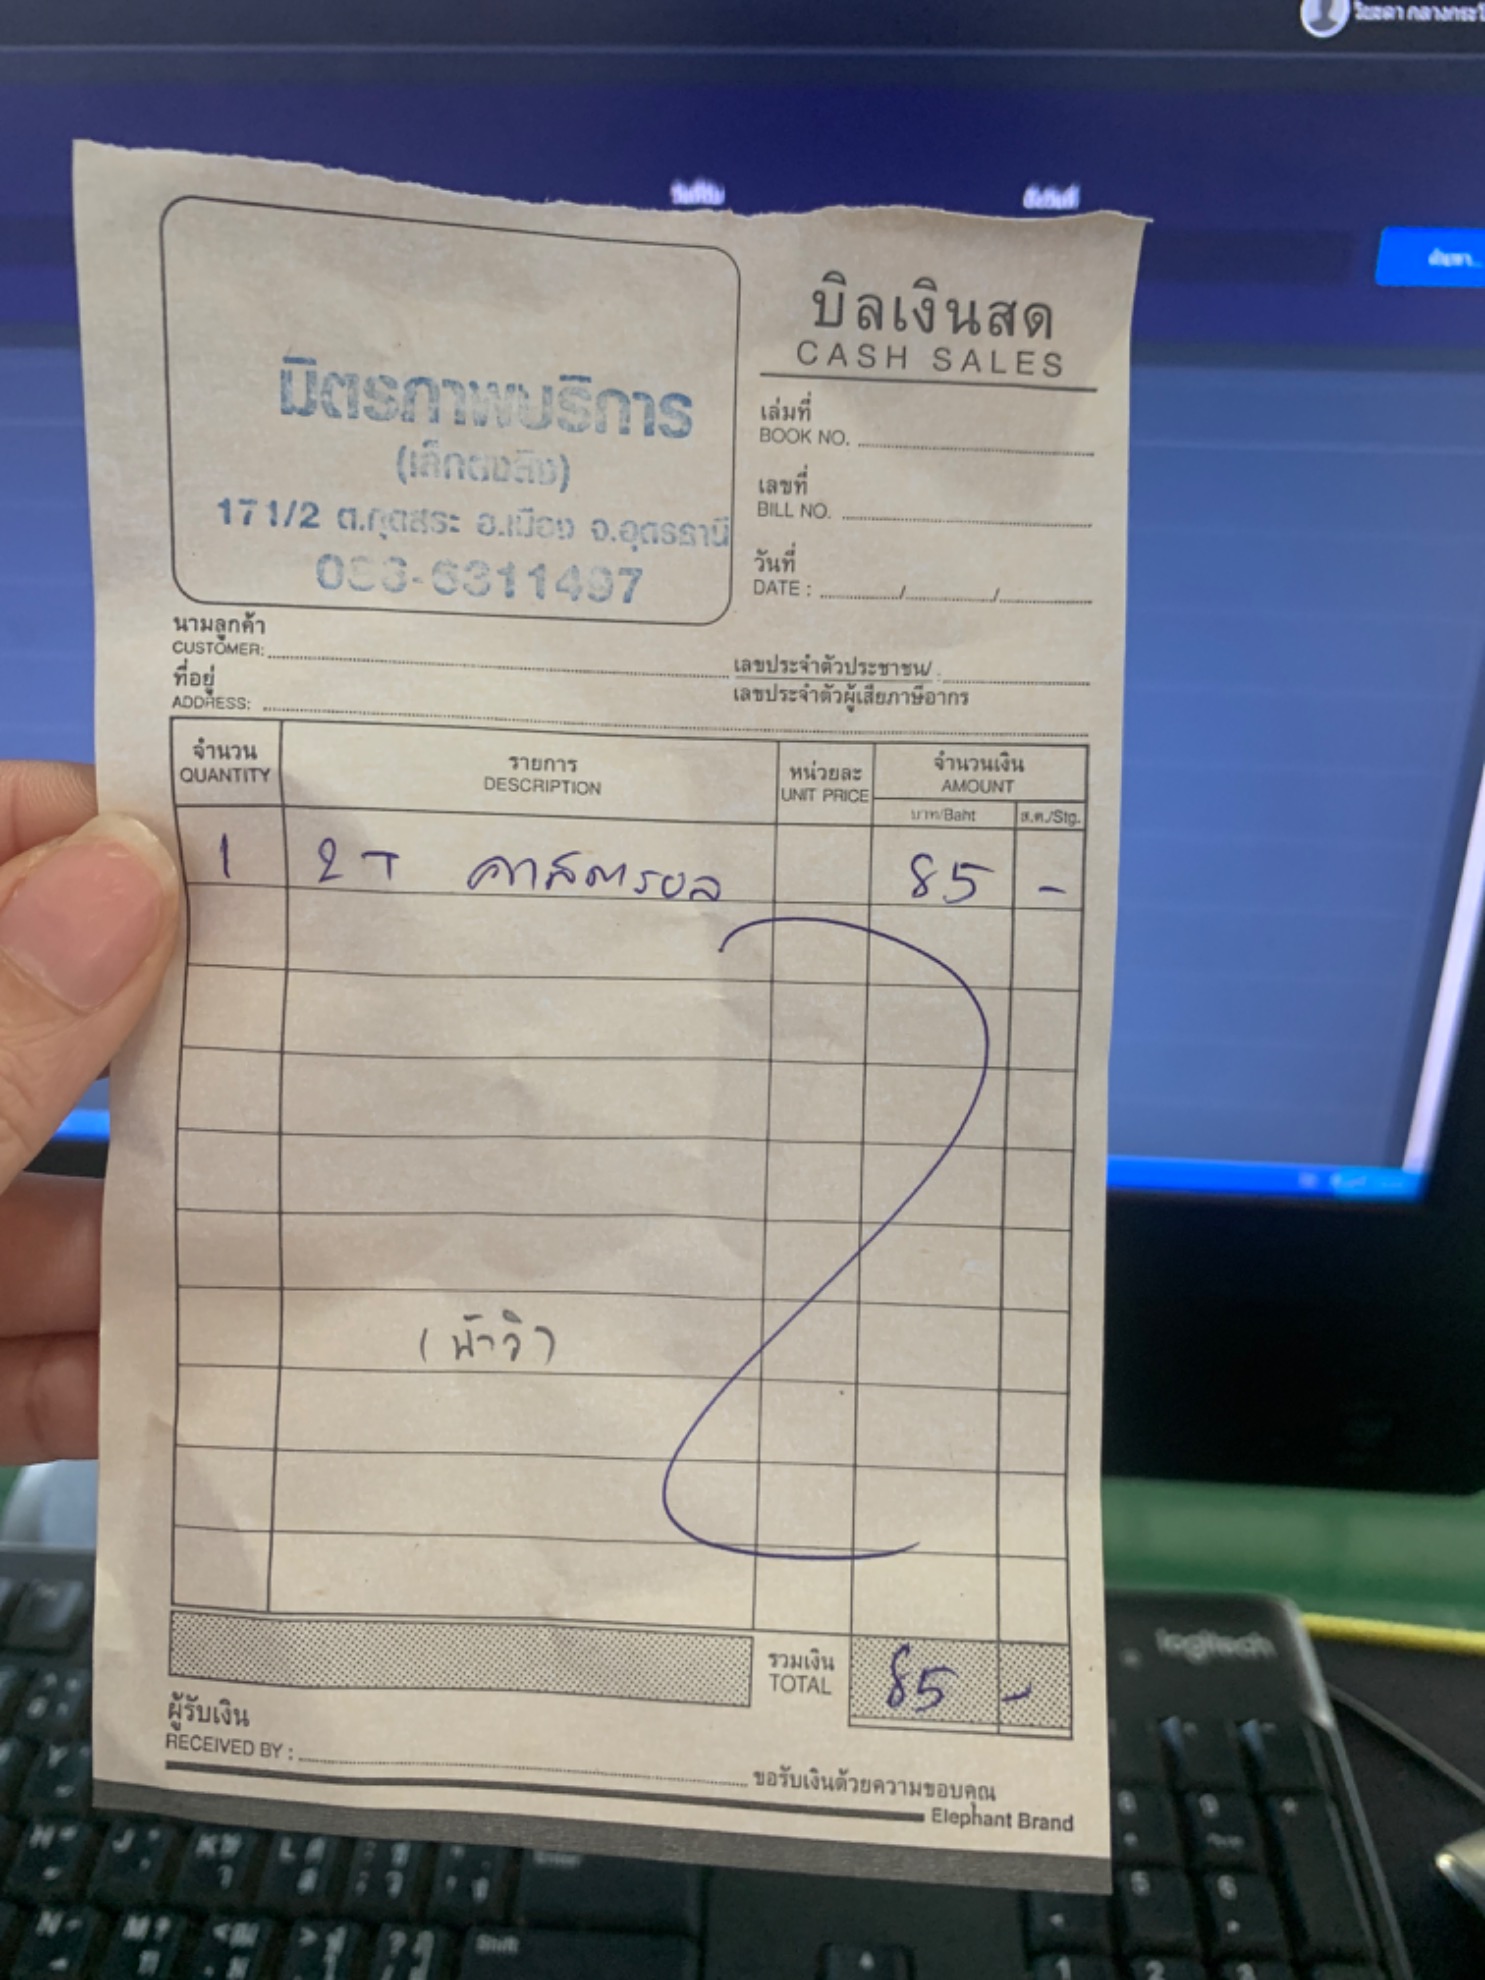 บิลเงินสด
CASH SALES
มิตรภาพบริการ
171/2 ต.กุดสระ อ.เมือง จ.อุดรธานี
เล่มที่
BOOK NO.
เลขที่
BILL NO.
วันที่
DATE : / /
นามลูกค้า
CUSTOMER:
เลขประจำตัวประชาชน/
ที่อยู่
ADDRESS:
เลขประจำตัวผู้เสียภาษีอากร
จำนวน รายการ หน่วยละ จำนวนเงิน
QUANTITY DESCRIPTION UNIT PRICE AMOUNT
บาท/Baht ส.ต./Stg.
1 2T คาสตรอล 85 -
(น้าวิ)
รวมเงิน
TOTAL 85 -
ผู้รับเงิน
RECEIVED BY :
ขอรับเงินด้วยความขอบคุณ
Elephant Brand
logitech